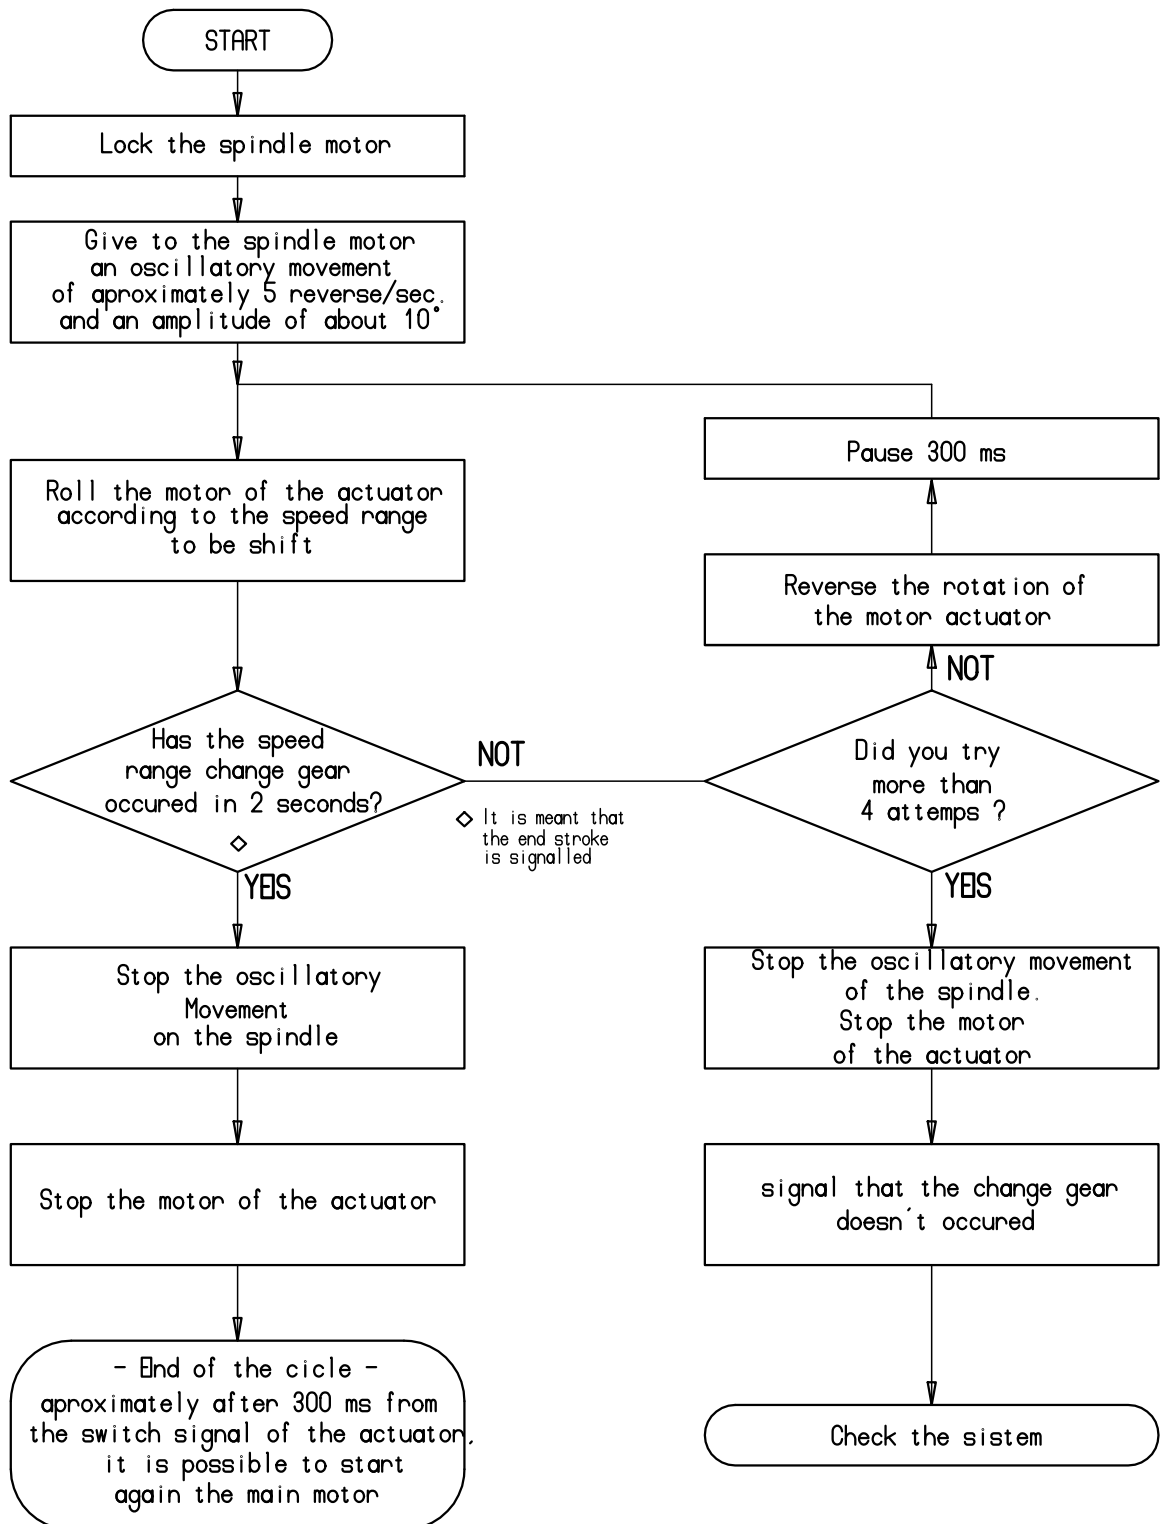 START
Lock the spindle motor
Give to the spindle motor
an oscillatory movement
of aproximately 5 reverse/sec.
and an amplitude of about 10°
Roll the motor of the actuator
according to the speed range
to be shift
Has the speed
range change gear
occured in 2 seconds?
NOT
It is meant that
the end stroke
is signalled
YES
Stop the oscillatory
Movement
on the spindle
Stop the motor of the actuator
- End of the cicle -
aproximately after 300 ms from
the switch signal of the actuator,
it is possible to start
again the main motor
Pause 300 ms
Reverse the rotation of
the motor actuator
NOT
Did you try
more than
4 attemps ?
YES
Stop the oscillatory movement
of the spindle.
Stop the motor
of the actuator
signal that the change gear
doesn't occured
Check the sistem